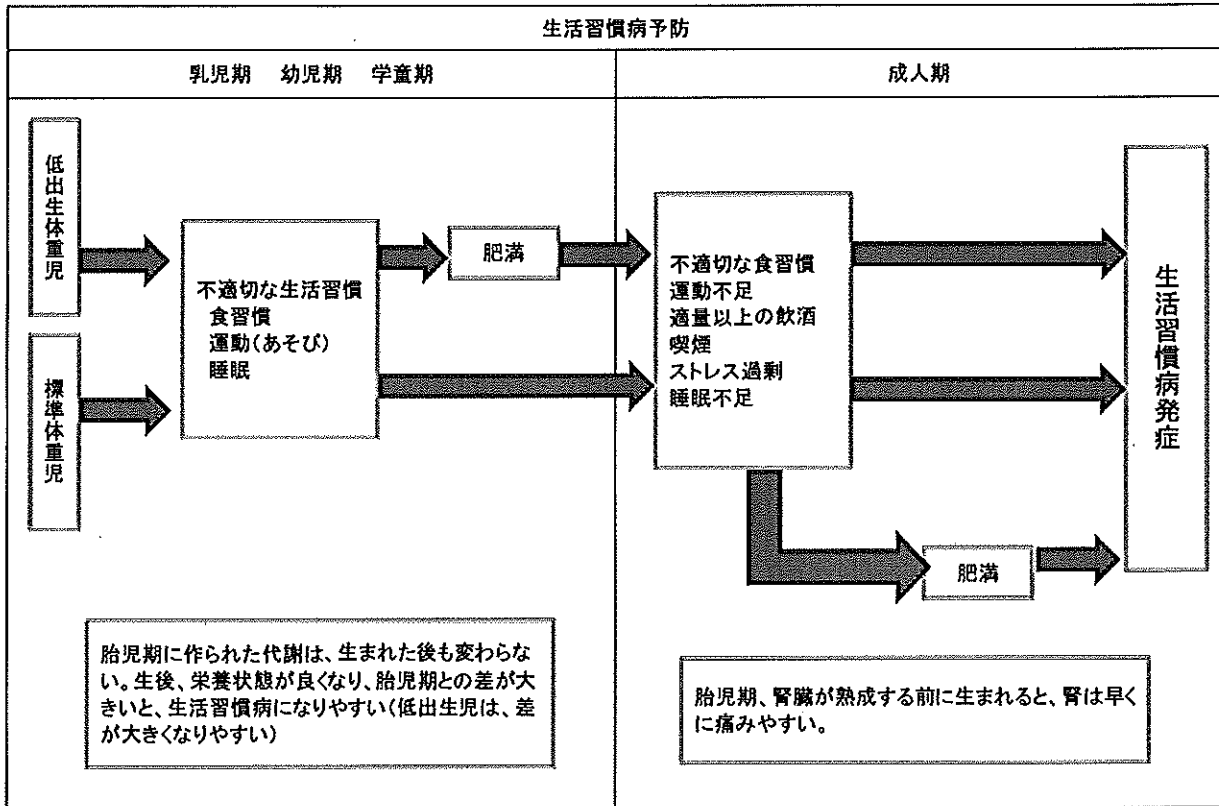 生活習慣病予防
乳児期　幼児期　学童期
成人期
低出生体重児
標準体重児
不適切な生活習慣
食習慣
運動(あそび)
睡眠
肥満
不適切な食習慣
運動不足
適量以上の飲酒
喫煙
ストレス過剰
睡眠不足
肥満
生活習慣病発症
胎児期に作られた代謝は、生まれた後も変わらな
い。生後、栄養状態が良くなり、胎児期との差が大
きいと、生活習慣病になりやすい(低出生児は、差
が大きくなりやすい)
胎児期、腎臓が熟成する前に生まれると、腎は早く
に痛みやすい。